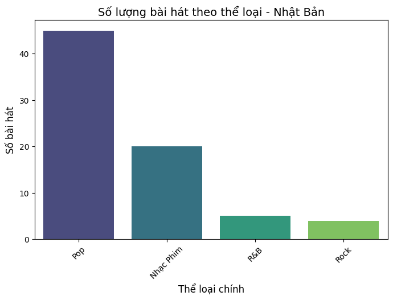 Số lượng bài hát theo thể loại - Nhật Bản
Số bài hát
40
30
20
10
0
Pop
Nhạc Phim
R&B
Rock
Thể loại chính